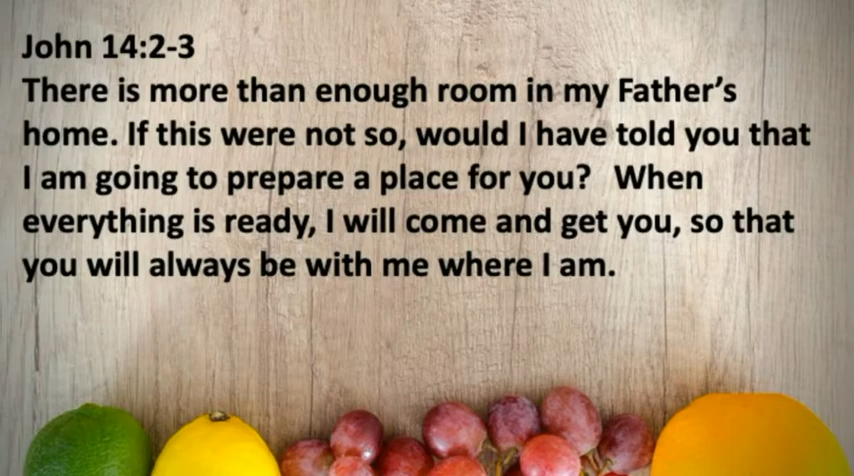 John 14:2-3
There is more than enough room in my Father’s
home. If this were not so, would I have told you that
I am going to prepare a place for you?   When
everything is ready, I will come and get you, so that
you will always be with me where I am.